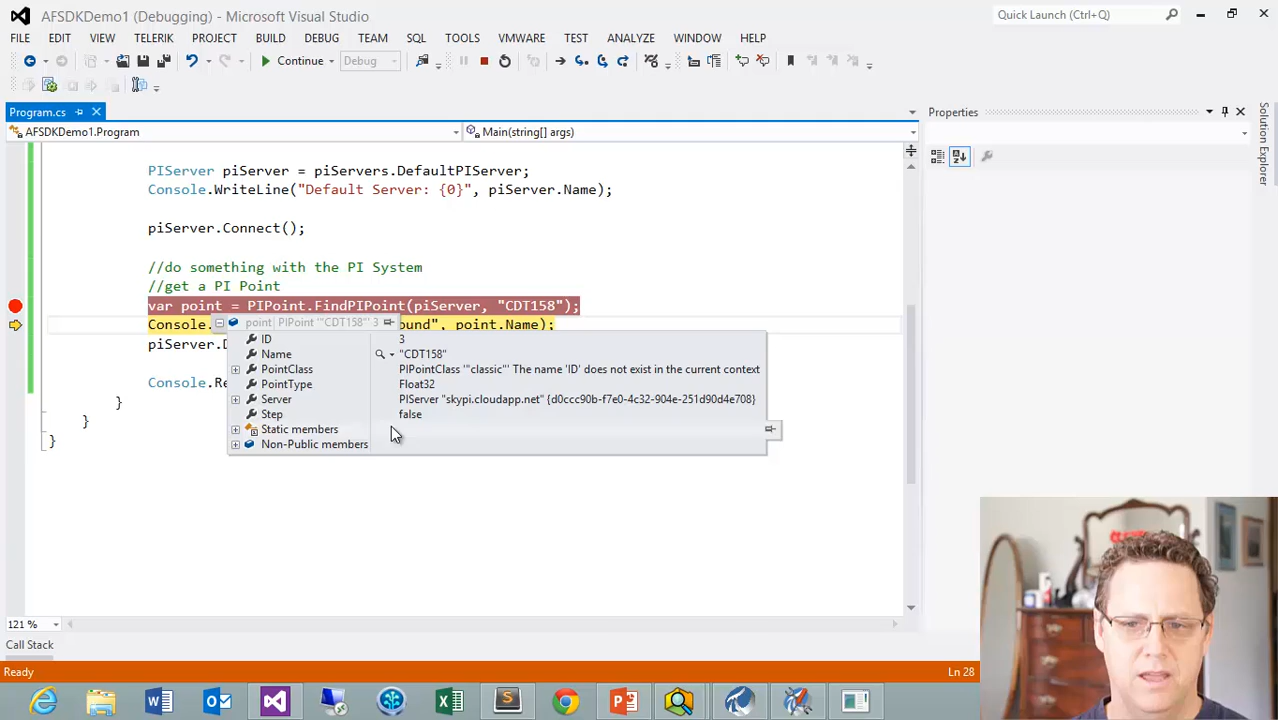 AFSDKDemo1 (Debugging) - Microsoft Visual Studio
Quick Launch (Ctrl+Q)
FILE EDIT VIEW TELERIK PROJECT BUILD DEBUG TEAM SQL TOOLS VMWARE TEST ANALYZE WINDOW HELP
Continue Debug
Program.cs
Properties
AFSDKDemo1.Program
Main(string[] args)
Solution Explorer
PIServer piServer = piServers.DefaultPIServer;
Console.WriteLine("Default Server: {0}", piServer.Name);
piServer.Connect();
//do something with the PI System
//get a PI Point
var point = PIPoint.FindPIPoint(piServer, "CDT158");
Console. ound", point.Name);
point PIPoint '"CDT158"' 3
piServer.D
ID 3
Name "CDT158"
PointClass PIPointClass '"classic"' The name 'ID' does not exist in the current context
PointType Float32
Server PIServer "skypi.cloudapp.net" {d0ccc90b-f7e0-4c32-904e-251d90d4e708}
Step false
Static members
Non-Public members
Console.Re
}
}
}
121 %
Call Stack
Ready
Ln 28